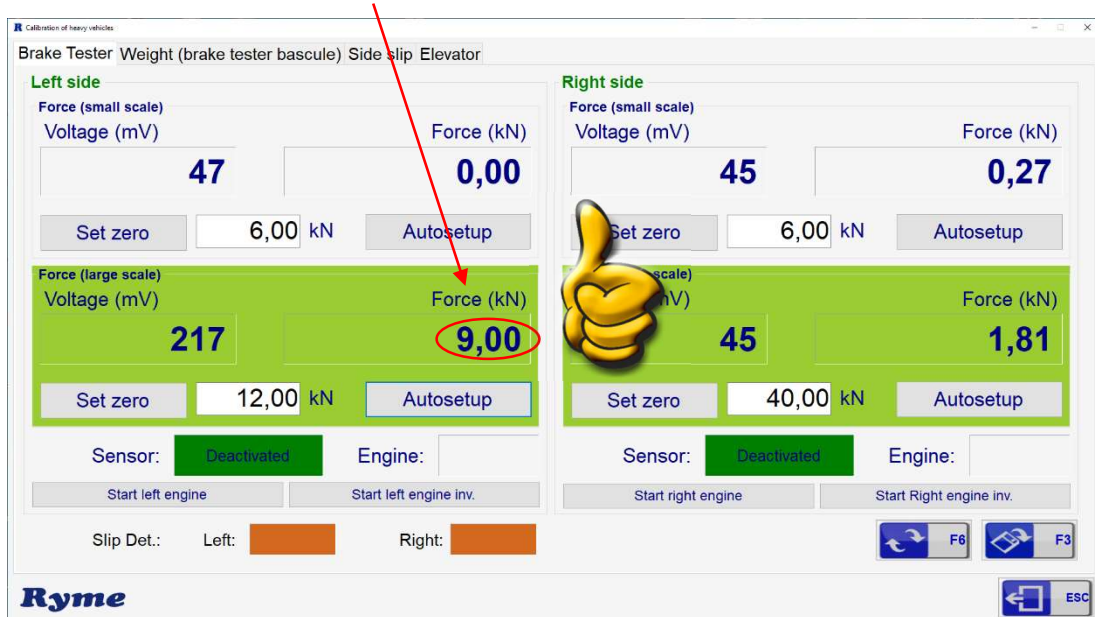 Calibration of heavy vehicles
Brake Tester Weight (brake tester bascule) Side slip Elevator
Left side
Force (small scale)
Voltage (mV) Force (kN)
47 0,00
Set zero 6,00 kN Autosetup
Force (large scale)
Voltage (mV) Force (kN)
217 9,00
Set zero 12,00 kN Autosetup
Sensor: Deactivated Engine:
Start left engine Start left engine inv.
Slip Det.: Left: Right:
Right side
Force (small scale)
Voltage (mV) Force (kN)
45 0,27
Set zero 6,00 kN Autosetup
scale)
Force (kN)
45 1,81
Set zero 40,00 kN Autosetup
Sensor: Deactivated Engine:
Start right engine Start Right engine inv.
F6 F3
Ryme
ESC